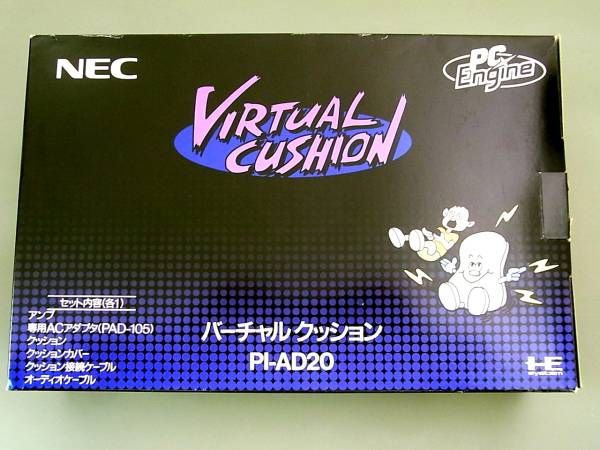 NEC
PC Engine
VIRTUAL
CUSHION
セット内容(各1)
アンプ
専用ACアダプタ(PAD-105)
クッション
クッションカバー
クッション接続ケーブル
オーディオケーブル
バーチャル クッション
PI-AD20
HE
SYSTEM